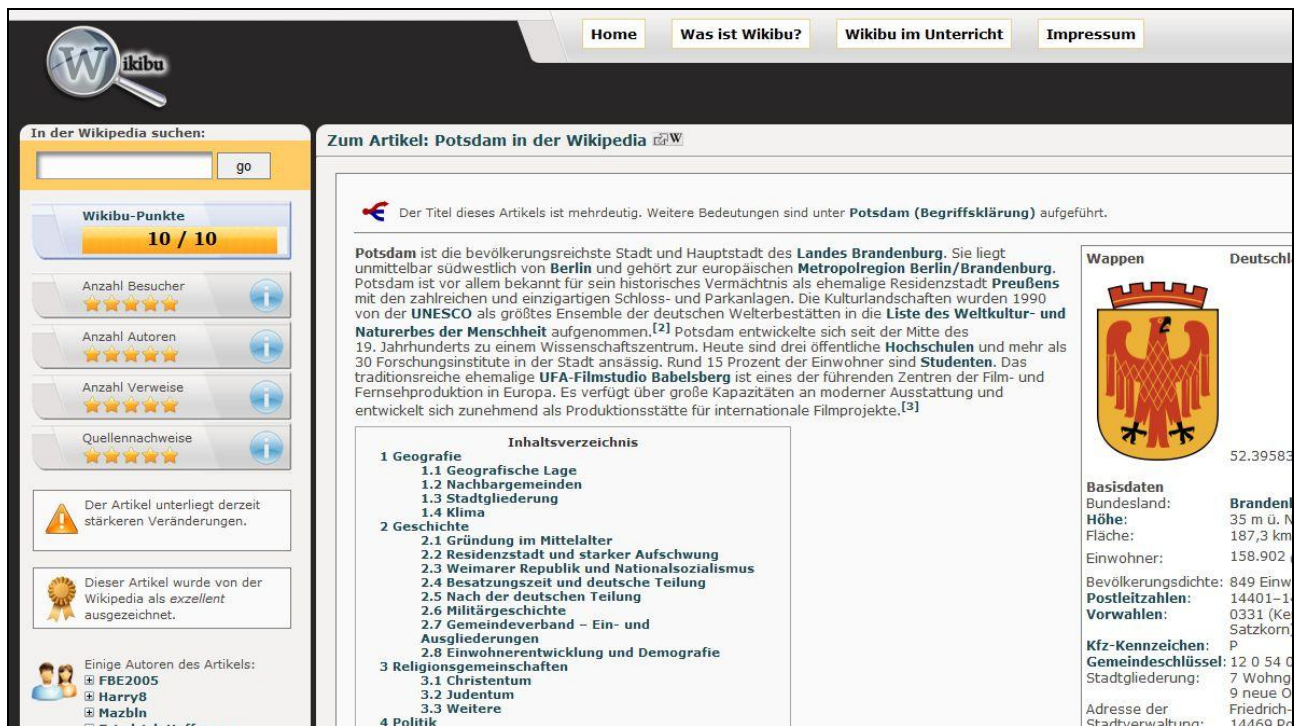 Wikibu
Home
Was ist Wikibu?
Wikibu im Unterricht
Impressum
In der Wikipedia suchen:
go
Wikibu-Punkte
10 / 10
Anzahl Besucher
Anzahl Autoren
Anzahl Verweise
Quellennachweise
Der Artikel unterliegt derzeit
stärkeren Veränderungen.
Dieser Artikel wurde von der
Wikipedia als exzellent
ausgezeichnet.
Einige Autoren des Artikels:
FBE2005
Harry8
Mazbln
Zum Artikel: Potsdam in der Wikipedia W
Der Titel dieses Artikels ist mehrdeutig. Weitere Bedeutungen sind unter Potsdam (Begriffsklärung) aufgeführt.
Potsdam ist die bevölkerungsreichste Stadt und Hauptstadt des Landes Brandenburg. Sie liegt
unmittelbar südwestlich von Berlin und gehört zur europäischen Metropolregion Berlin/Brandenburg.
Potsdam ist vor allem bekannt für sein historisches Vermächtnis als ehemalige Residenzstadt Preußens
mit den zahlreichen und einzigartigen Schloss- und Parkanlagen. Die Kulturlandschaften wurden 1990
von der UNESCO als größtes Ensemble der deutschen Welterbestätten in die Liste des Weltkultur- und
Naturerbes der Menschheit aufgenommen.[2] Potsdam entwickelte sich seit der Mitte des
19. Jahrhunderts zu einem Wissenschaftszentrum. Heute sind drei öffentliche Hochschulen und mehr als
30 Forschungsinstitute in der Stadt ansässig. Rund 15 Prozent der Einwohner sind Studenten. Das
traditionsreiche ehemalige UFA-Filmstudio Babelsberg ist eines der führenden Zentren der Film- und
Fernsehproduktion in Europa. Es verfügt über große Kapazitäten an moderner Ausstattung und
entwickelt sich zunehmend als Produktionsstätte für internationale Filmprojekte.[3]
Inhaltsverzeichnis
1 Geografie
1.1 Geografische Lage
1.2 Nachbargemeinden
1.3 Stadtgliederung
1.4 Klima
2 Geschichte
2.1 Gründung im Mittelalter
2.2 Residenzstadt und starker Aufschwung
2.3 Weimarer Republik und Nationalsozialismus
2.4 Besatzungszeit und deutsche Teilung
2.5 Nach der deutschen Teilung
2.6 Militärgeschichte
2.7 Gemeindeverband – Ein- und
Ausgliederungen
2.8 Einwohnerentwicklung und Demografie
3 Religionsgemeinschaften
3.1 Christentum
3.2 Judentum
3.3 Weitere
4 Politik
Wappen Deutschl
52.39583
Basisdaten
Bundesland: Branden
Höhe: 35 m ü. N
Fläche: 187,3 km
Einwohner: 158.902
Bevölkerungsdichte: 849 Einw
Postleitzahlen: 14401–1
Vorwahlen: 0331 (Ke
Satzkorn)
Kfz-Kennzeichen: P
Gemeindeschlüssel: 12 0 54 0
Stadtgliederung: 7 Wohng
9 neue O
Adresse der Friedrich-
Stadtverwaltung: 14469 Po